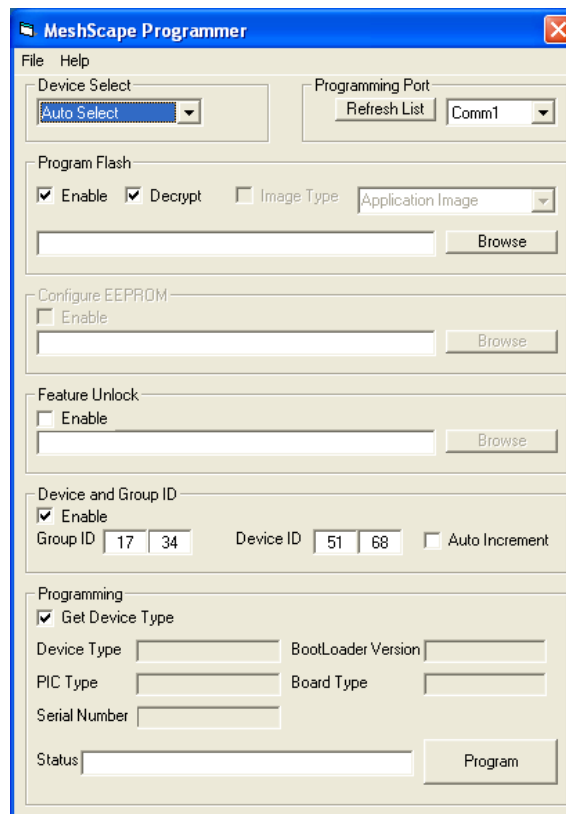 MeshScape Programmer
File Help
Device Select
Auto Select
Programming Port
Refresh List
Comm1
Program Flash
Enable Decrypt Image Type Application Image
Browse
Configure EEPROM
Enable
Browse
Feature Unlock
Enable
Browse
Device and Group ID
Enable
Group ID 17 34 Device ID 51 68 Auto Increment
Programming
Get Device Type
Device Type BootLoader Version
PIC Type Board Type
Serial Number
Status Program